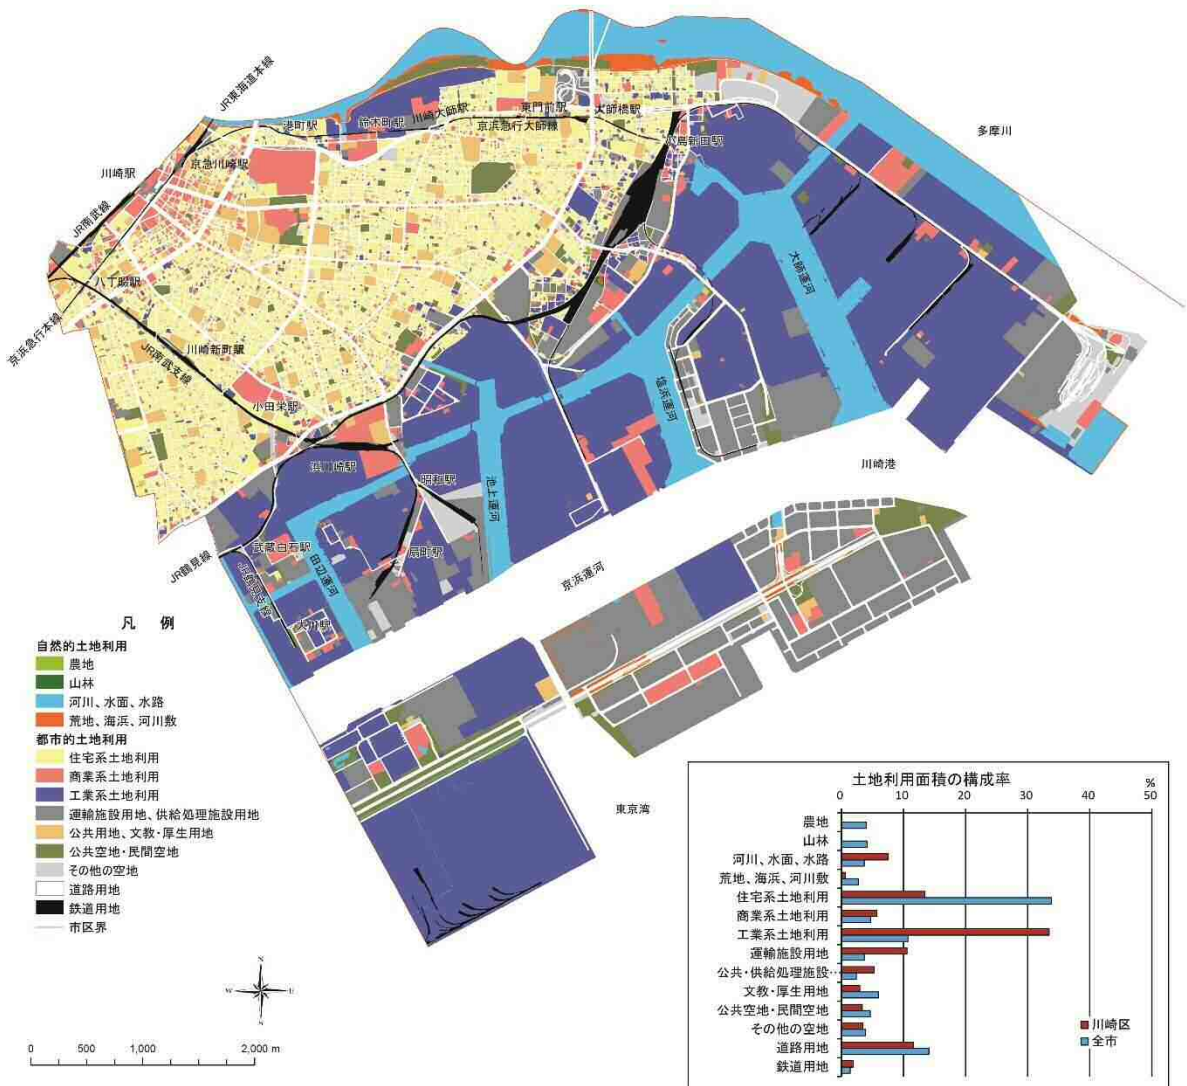 JR東海道本線
多摩川
港町駅
鈴木町駅
川崎大師駅
東門前駅
大師橋駅
京浜急行大師線
小島新田駅
京急川崎駅
川崎駅
JR南武線
八丁畷駅
京浜急行本線
JR南武支線
川崎新町駅
小田栄駅
浜川崎駅
昭和駅
扇町駅
武蔵白石駅
JR鶴見線
大川駅
田辺運河
池上運河
塩浜運河
大師運河
川崎港
京浜運河
東京湾
凡 例
自然的土地利用
農地
山林
河川、水面、水路
荒地、海浜、河川敷
都市的土地利用
住宅系土地利用
商業系土地利用
工業系土地利用
運輸施設用地、供給処理施設用地
公共用地、文教・厚生用地
公共空地・民間空地
その他の空地
道路用地
鉄道用地
市区界
N
W
S
0 500 1,000 2,000 m
土地利用面積の構成率
%
0 10 20 30 40 50
農地
山林
河川、水面、水路
荒地、海浜、河川敷
住宅系土地利用
商業系土地利用
工業系土地利用
運輸施設用地
公共・供給処理施設…
文教・厚生用地
公共空地・民間空地
その他の空地
道路用地
鉄道用地
川崎区
全市